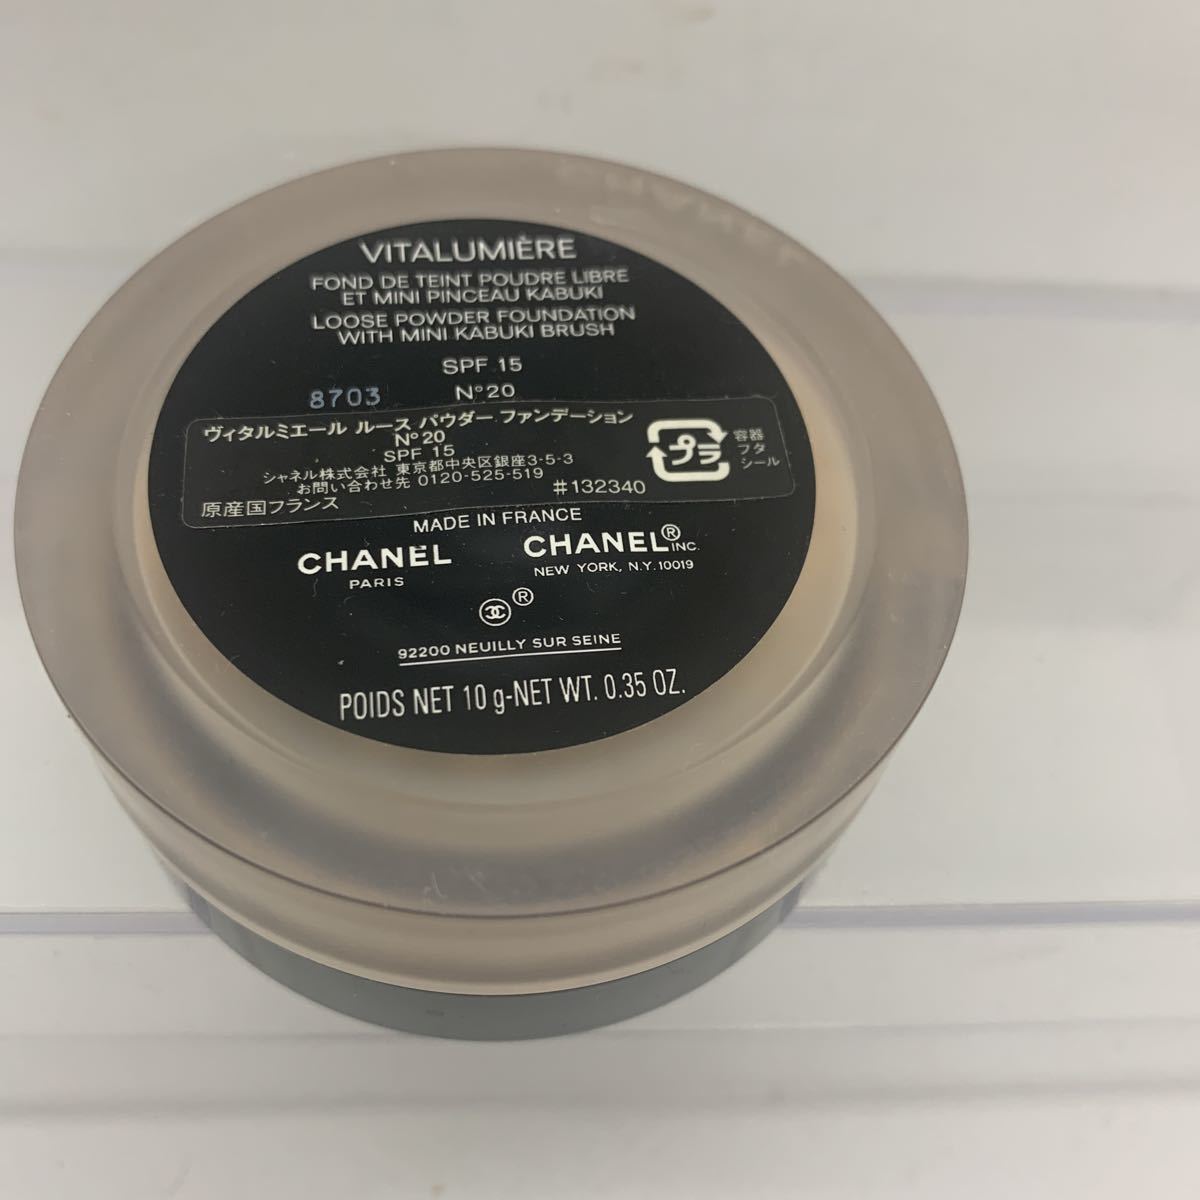 VITALUMIÈRE
FOND DE TEINT POUDRE LIBRE
ET MINI PINCEAU KABUKI
LOOSE POWDER FOUNDATION
WITH MINI KABUKI BRUSH
SPF 15
8703
N°20
ヴィタルミエール ルース パウダー ファンデーション
N°20
SPF 15
シャネル株式会社 東京都中央区銀座3-5-3
お問い合わせ先 0120-525-519
#132340
原産国フランス
プラ
容器
フタ
シール
MADE IN FRANCE
CHANEL
PARIS
CHANEL® INC.
NEW YORK, N.Y. 10019
®
92200 NEUILLY SUR SEINE
POIDS NET 10 g-NET WT. 0.35 OZ.
CHANEL